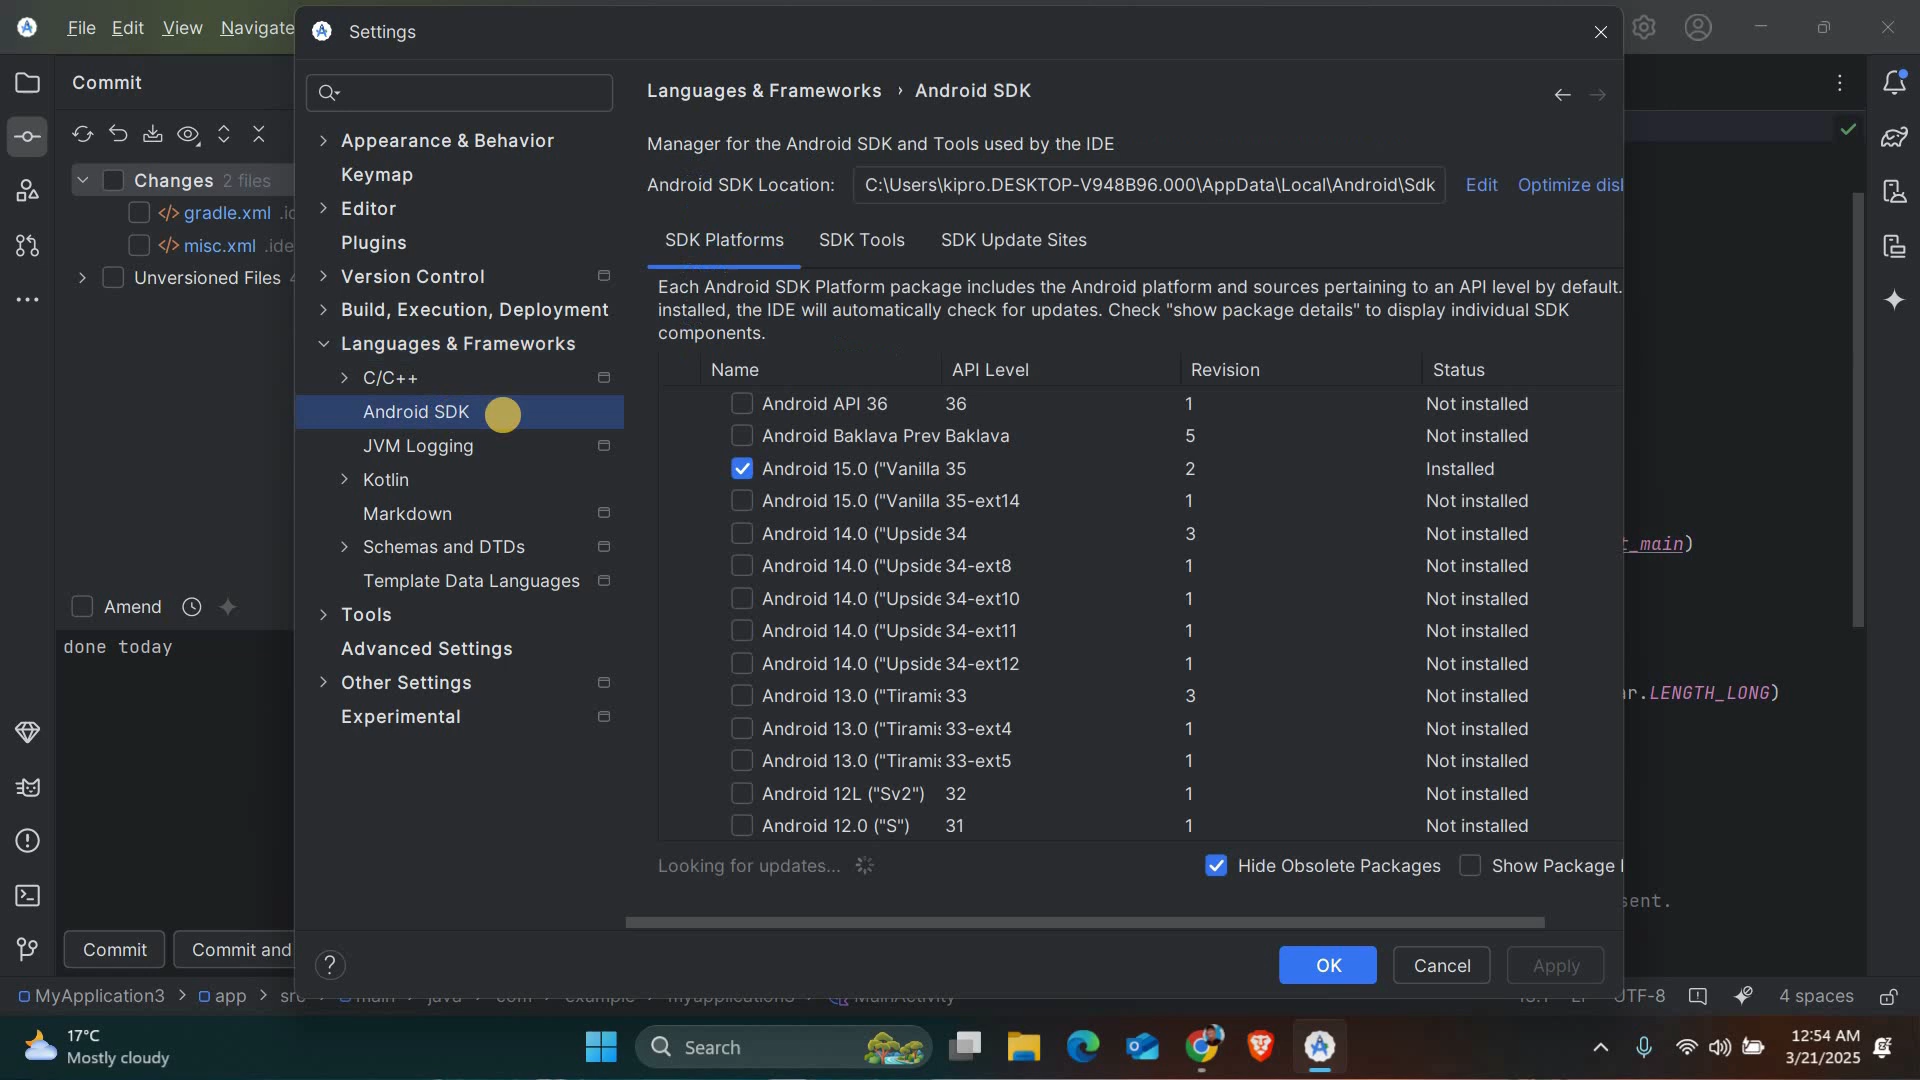 File Edit View Navigate
Settings
Commit
Changes 2 files
gradle.xml
misc.xml .ide
Unversioned Files
Amend
done today
Commit
Commit and
Appearance & Behavior
Keymap
Editor
Plugins
Version Control
Build, Execution, Deployment
Languages & Frameworks
C/C++
Android SDK
JVM Logging
Kotlin
Markdown
Schemas and DTDs
Template Data Languages
Tools
Advanced Settings
Other Settings
Experimental
Languages & Frameworks › Android SDK
Manager for the Android SDK and Tools used by the IDE
Android SDK Location: C:\Users\kipro.DESKTOP-V948B96.000\AppData\Local\Android\Sdk Edit Optimize disl
SDK Platforms SDK Tools SDK Update Sites
Each Android SDK Platform package includes the Android platform and sources pertaining to an API level by default.
installed, the IDE will automatically check for updates. Check "show package details" to display individual SDK
components.
Name API Level Revision Status
Android API 36 36 1 Not installed
Android Baklava Prev Baklava 5 Not installed
Android 15.0 ("Vanilla 35 2 Installed
Android 15.0 ("Vanilla 35-ext14 1 Not installed
Android 14.0 ("Upside 34 3 Not installed
Android 14.0 ("Upside 34-ext8 1 Not installed
Android 14.0 ("Upside 34-ext10 1 Not installed
Android 14.0 ("Upside 34-ext11 1 Not installed
Android 14.0 ("Upside 34-ext12 1 Not installed
Android 13.0 ("Tiramis 33 3 Not installed
Android 13.0 ("Tiramis 33-ext4 1 Not installed
Android 13.0 ("Tiramis 33-ext5 1 Not installed
Android 12L ("Sv2") 32 1 Not installed
Android 12.0 ("S") 31 1 Not installed
Looking for updates... Hide Obsolete Packages Show Package
? OK Cancel Apply
t_main)
ar.LENGTH_LONG)
sent.
MyApplication3 > app > src
UTF-8 4 spaces
17°C
Mostly cloudy
Search
12:54 AM
3/21/2025